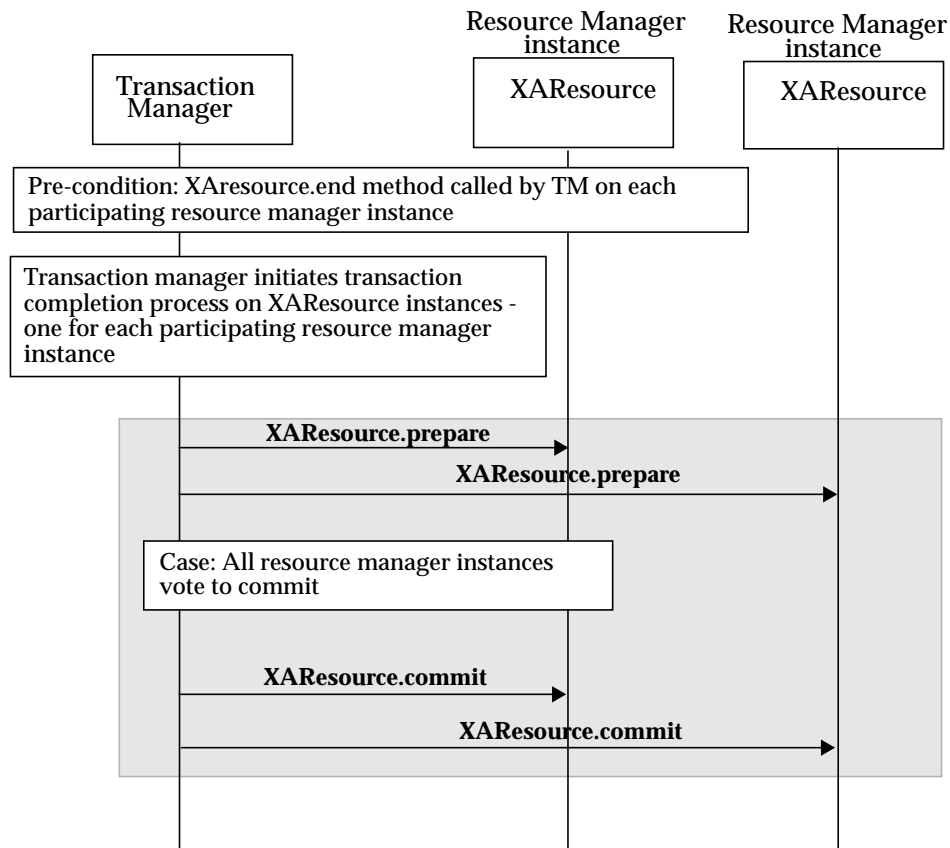 Resource Manager
instance
Resource Manager
instance
Transaction
Manager
XAResource
XAResource
Pre-condition: XAresource.end method called by TM on each
participating resource manager instance
Transaction manager initiates transaction
completion process on XAResource instances -
one for each participating resource manager
instance
XAResource.prepare
XAResource.prepare
Case: All resource manager instances
vote to commit
XAResource.commit
XAResource.commit